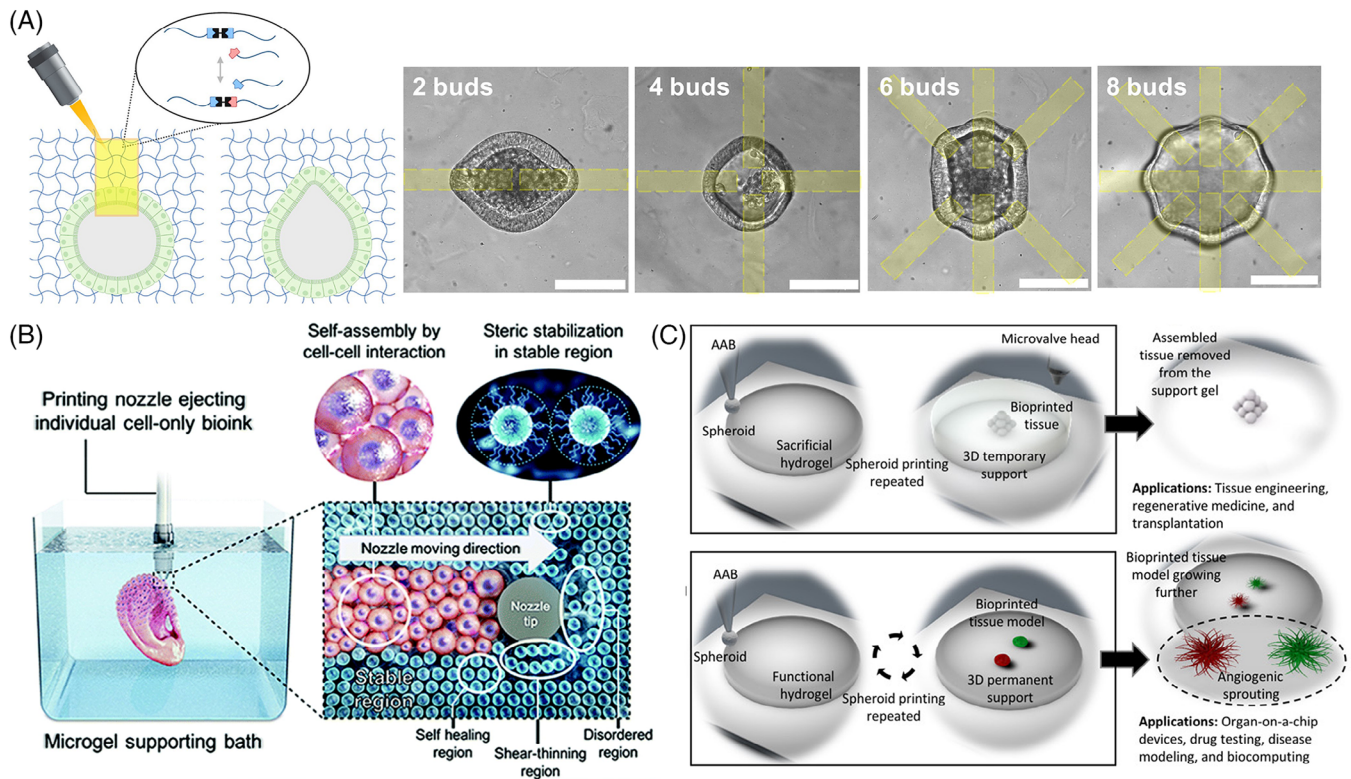 (A)
2 buds
4 buds
6 buds
8 buds
(B)
Self-assembly by
cell-cell interaction
Steric stabilization
in stable region
Printing nozzle ejecting
individual cell-only bioink
Nozzle moving direction
Nozzle
tip
Stable
region
Microgel supporting bath
Self healing
region
Shear-thinning
region
Disordered
region
(C)
AAB
Spheroid
Sacrificial hydrogel
Spheroid printing
repeated
Microvalve head
Bioprinted
tissue
3D temporary
support
Assembled
tissue removed
from the
support gel
Applications: Tissue engineering,
regenerative medicine, and
transplantation
AAB
Spheroid
Functional
hydrogel
Spheroid printing
repeated
Bioprinted
tissue model
3D permanent
support
Bioprinted tissue
model growing
further
Angiogenic
sprouting
Applications: Organ-on-a-chip
devices, drug testing, disease
modeling, and biocomputing